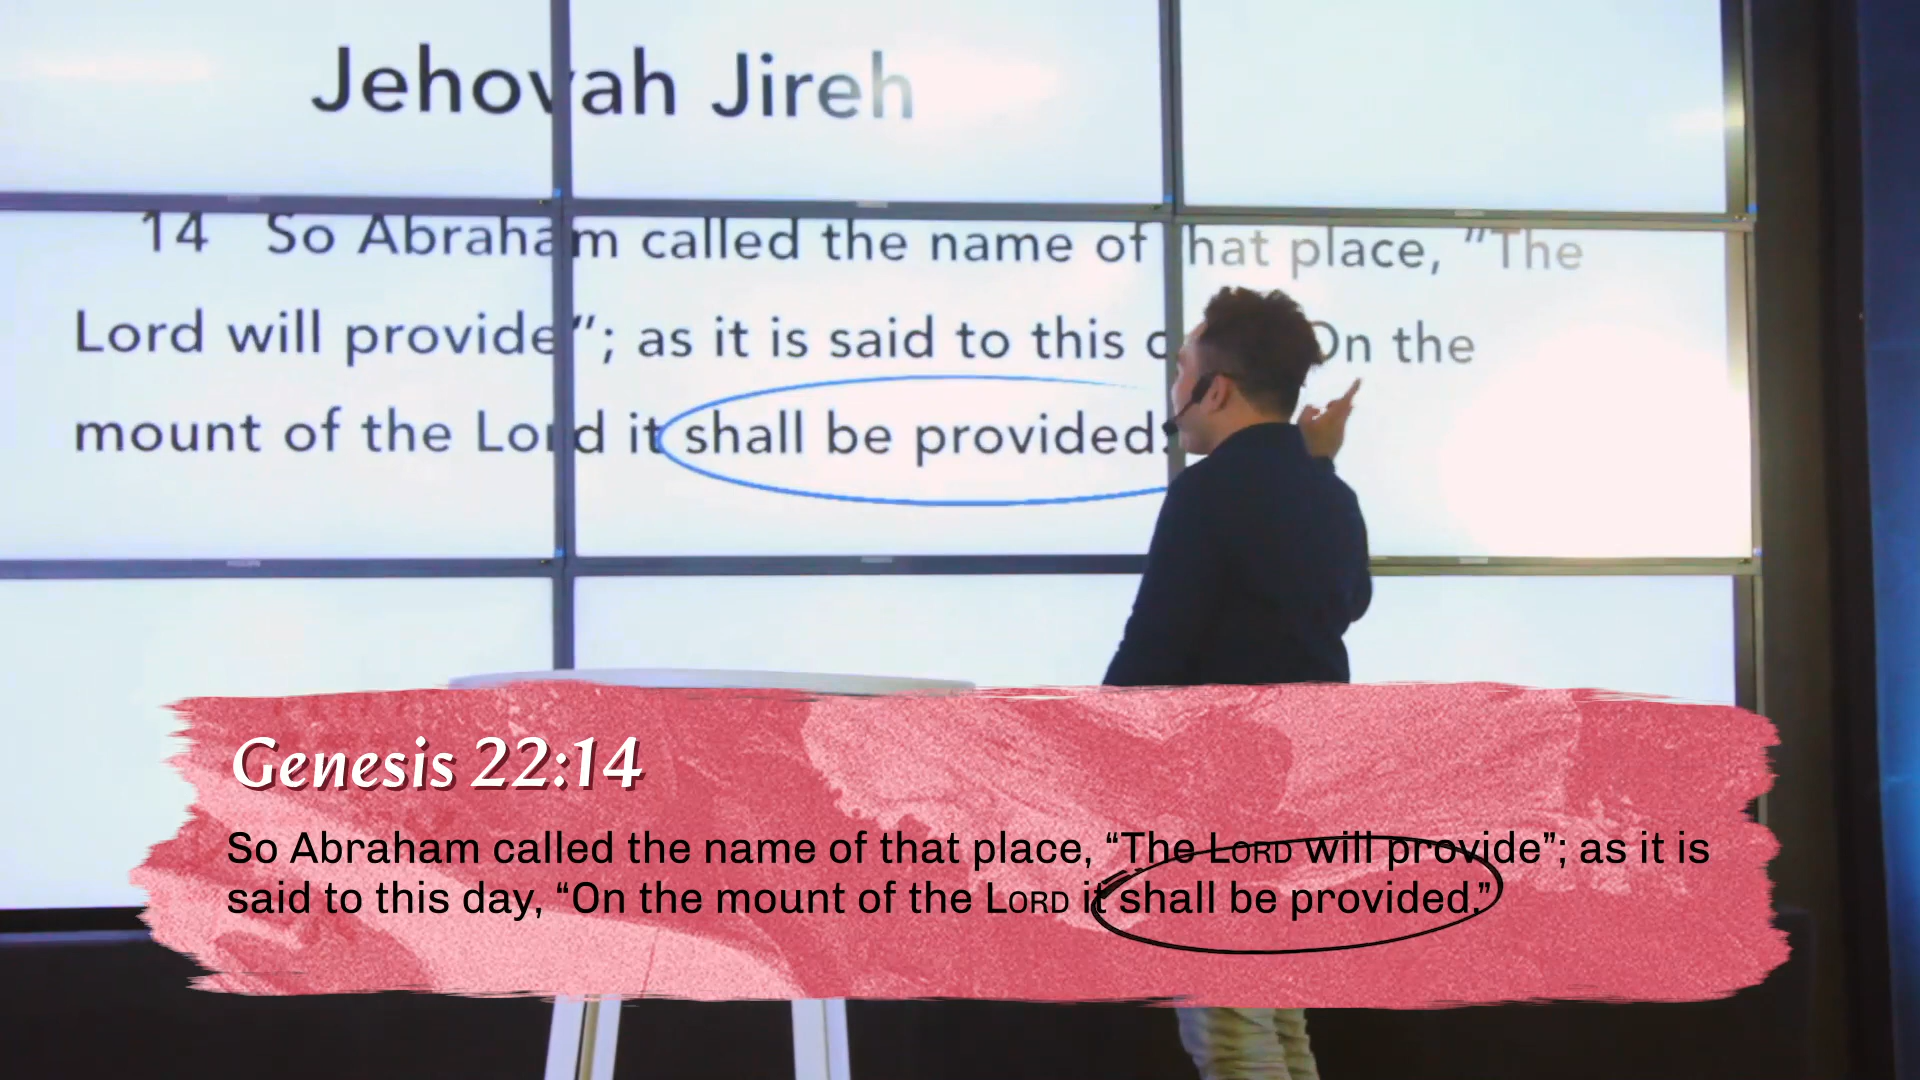 Jehovah Jireh
14 So Abraham called the name of that place, “The
Lord will provide”; as it is said to this On the
mount of the Lord it shall be provided.
Genesis 22:14
So Abraham called the name of that place, “The LORD will provide”; as it is
said to this day, “On the mount of the LORD it shall be provided.”